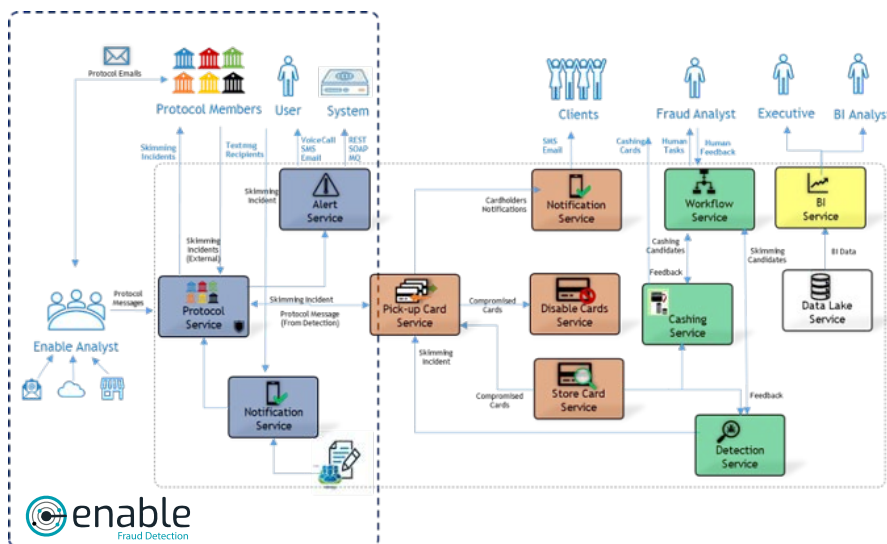 Protocol Emails
Protocol Members
User
System
Clients
Fraud Analyst
Executive
BI Analyst
Skimming
Incidents
Textmsg
Recipients
VoiceCall
SMS
Email
REST
SOAP
MQ
SMS
Email
Cashing
Cards
Human
Tasks
Human
Feedback
Skimming
Incident
Alert
Service
Cardholders
Notifications
Notification
Service
Workflow
Service
BI
Service
Skimming
Incidents
(External)
Cashing
Candidates
Feedback
Skimming
Candidates
BI Data
Protocol
Messages
Protocol
Service
Skimming Incident
Protocol Message
(From Detection)
Pick-up Card
Service
Compromised
Cards
Disable Cards
Service
Cashing
Service
Data Lake
Service
Enable Analyst
Skimming
Incident
Compromised
Cards
Store Card
Service
Feedback
Notification
Service
Detection
Service
enable
Fraud Detection